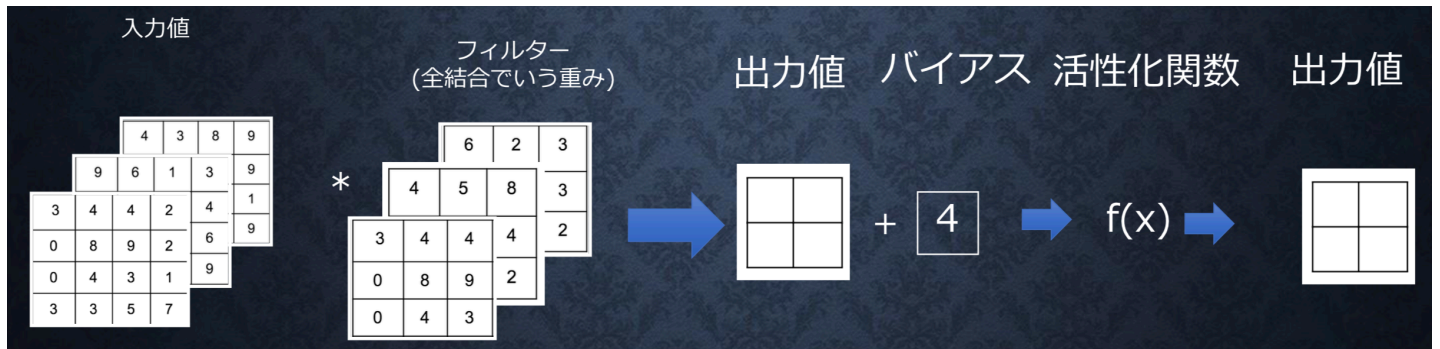 入力値
フィルター
(全結合でいう重み)
出力値
バイアス
活性化関数
出力値
4 3 8 9
9
1
9
9 6 1 3
4
6
9
3 4 4 2
0 8 9 2
0 4 3 1
3 3 5 7
*
6 2 3
3
2
4 5 8
4
2
3 4 4
0 8 9
0 4 3
+
4
f(x)